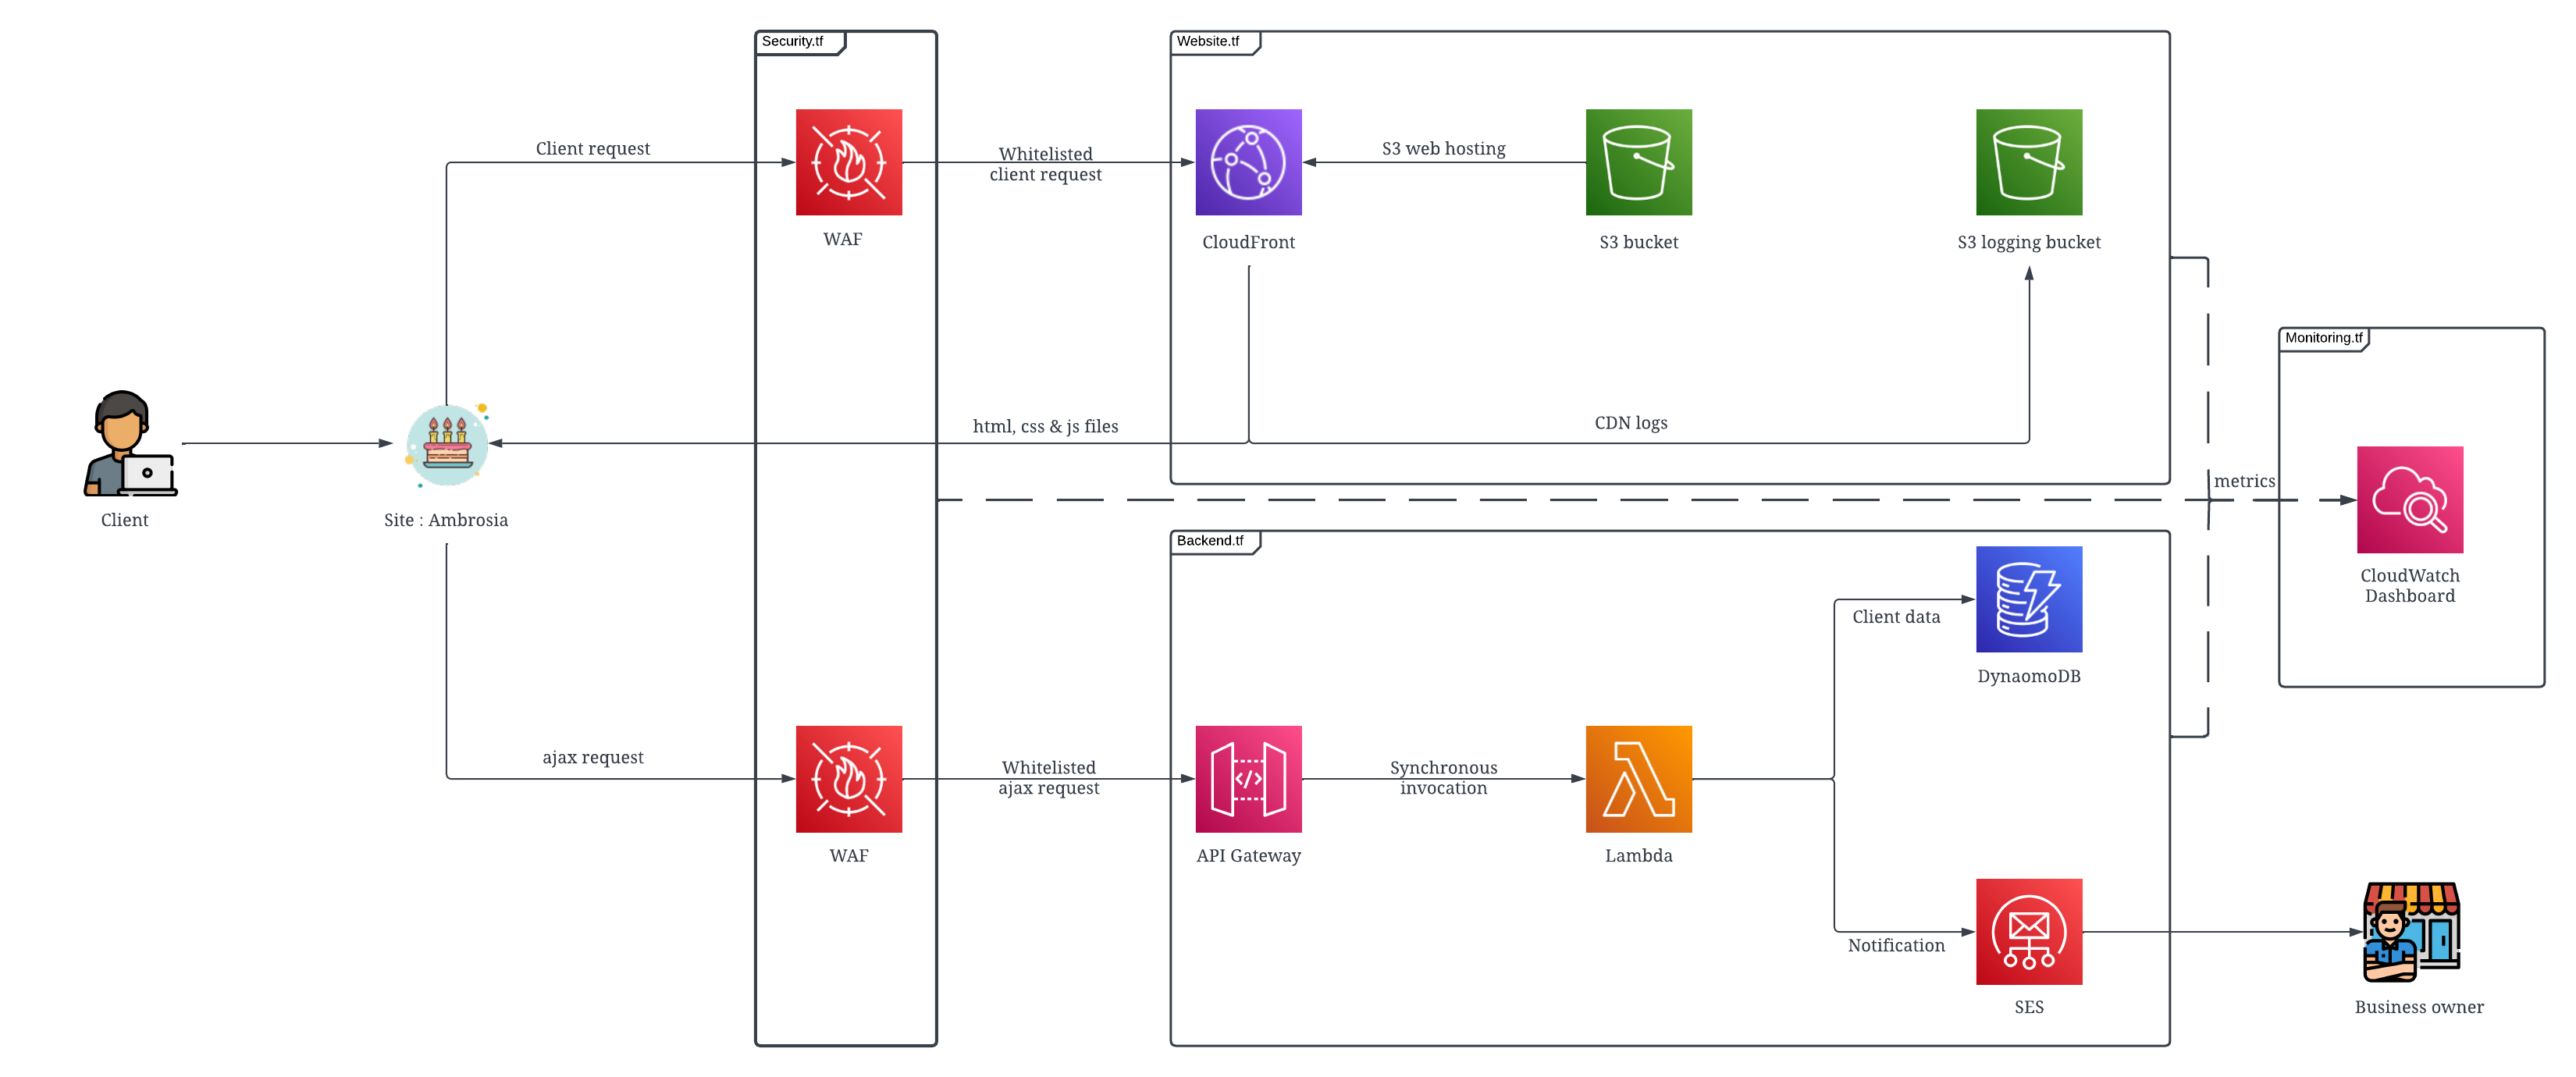 Security.tf
Website.tf
Client request
Whitelisted
client request
S3 web hosting
WAF
CloudFront
S3 bucket
S3 logging bucket
Monitoring.tf
html, css & js files
CDN logs
metrics
Client
Site : Ambrosia
Backend.tf
CloudWatch
Dashboard
Client data
DynaomoDB
ajax request
Whitelisted
ajax request
Synchronous
invocation
WAF
API Gateway
Lambda
Notification
SES
Business owner